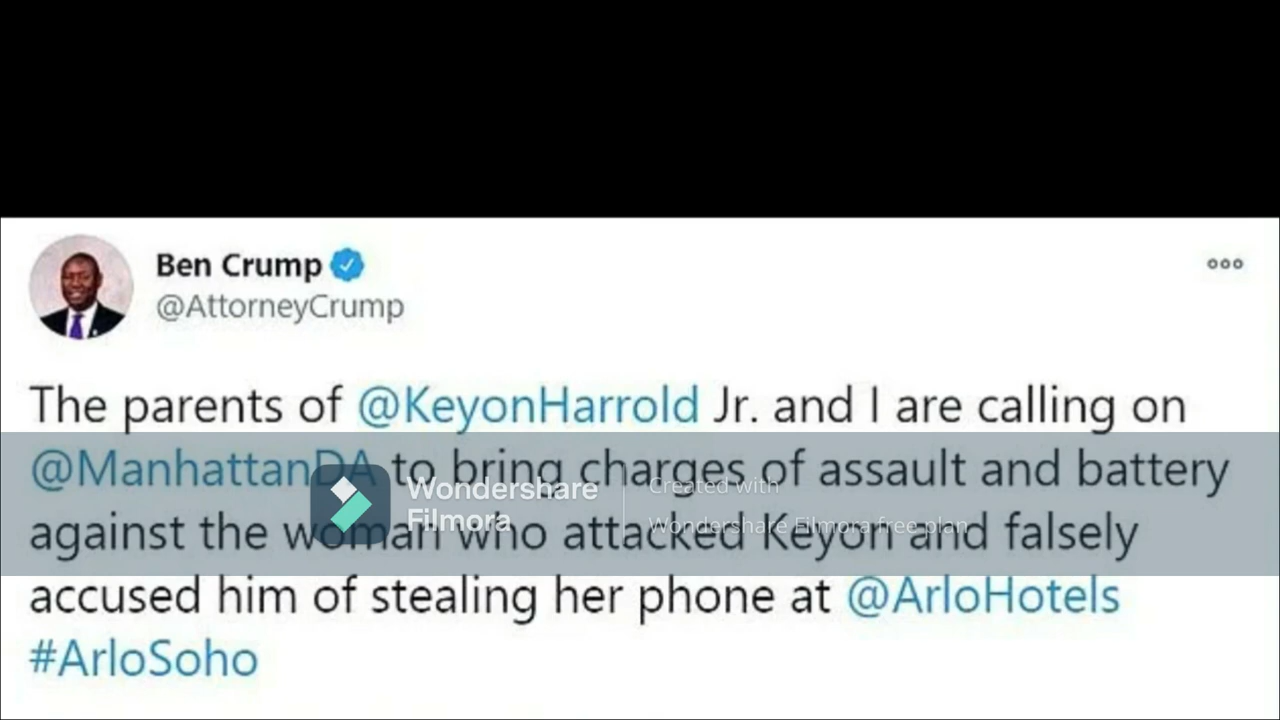 Ben Crump
@AttorneyCrump
The parents of @KeyonHarrold Jr. and I are calling on
@ManhattanDA to bring charges of assault and battery
against the woman who attacked Keyon and falsely
accused him of stealing her phone at @ArloHotels
#ArloSoho
Wondershare
Filmora
Created with
Wondershare Filmora free plan